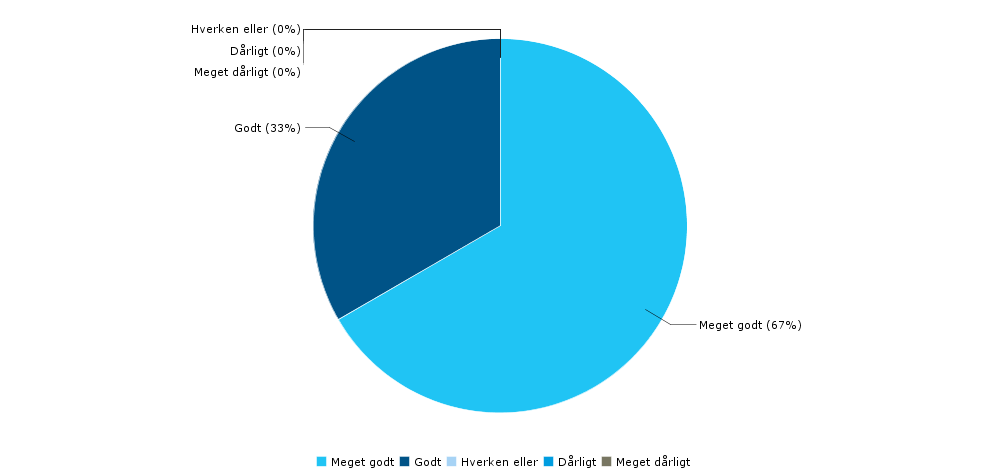 Hverken eller (0%)
Dårligt (0%)
Meget dårligt (0%)
Godt (33%)
Meget godt (67%)
Meget godt Godt Hverken eller Dårligt Meget dårligt